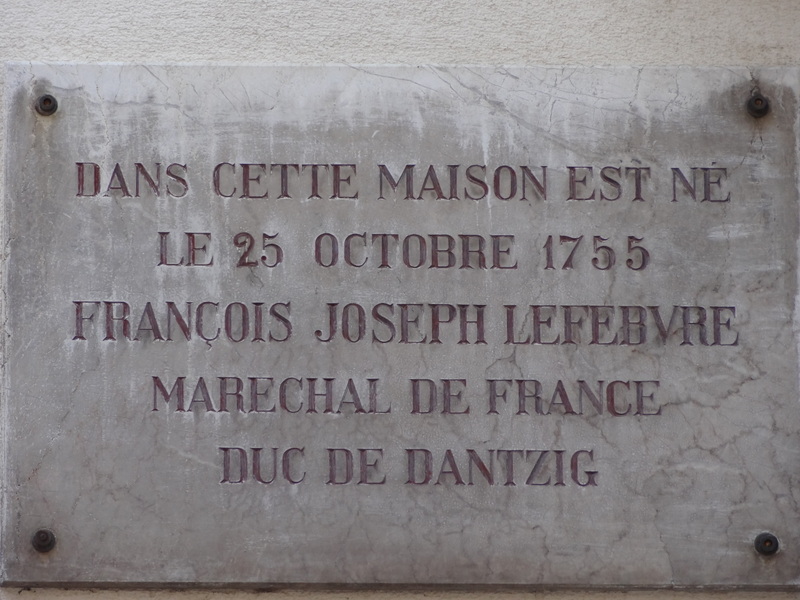 DANS CETTE MAISON EST NÉ
LE 25 OCTOBRE 1755
FRANÇOIS JOSEPH LEFEBVRE
MARECHAL DE FRANCE
DUC DE DANTZIG